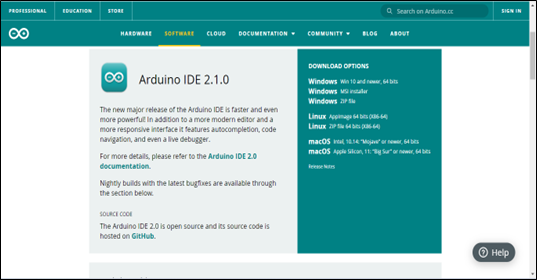 PROFESSIONAL EDUCATION STORE
Search on Arduino.cc
SIGN IN
HARDWARE SOFTWARE CLOUD DOCUMENTATION COMMUNITY BLOG ABOUT
Arduino IDE 2.1.0
The new major release of the Arduino IDE is faster and even
more powerful! In addition to a more modern editor and a
more responsive interface it features autocompletion, code
navigation, and even a live debugger.
For more details, please refer to the Arduino IDE 2.0
documentation.
Nightly builds with the latest bugfixes are available through
the section below.
SOURCE CODE
The Arduino IDE 2.0 is open source and its source code is
hosted on GitHub.
DOWNLOAD OPTIONS
Windows Win 10 and newer, 64 bits
Windows MSI installer
Windows ZIP file
Linux AppImage 64 bits (X86-64)
Linux ZIP file 64 bits (X86-64)
macOS Intel, 10.14: "Mojave" or newer, 64 bits
macOS Apple Silicon, 11: "Big Sur" or newer, 64 bits
Release Notes
Help